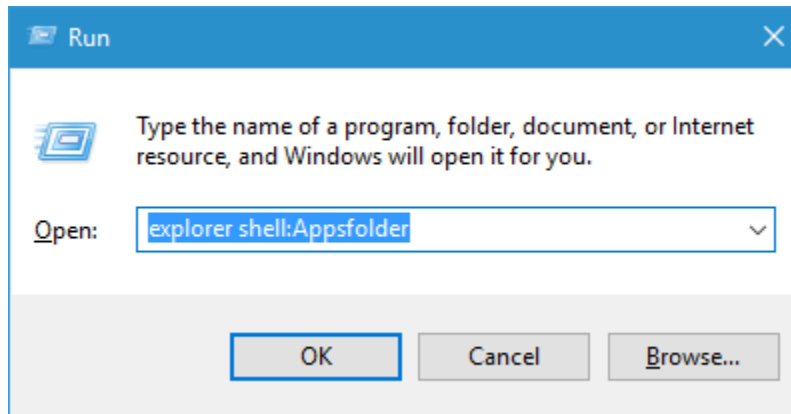 Run
Type the name of a program, folder, document, or Internet
resource, and Windows will open it for you.
Open: explorer shell:Appsfolder
OK Cancel Browse...